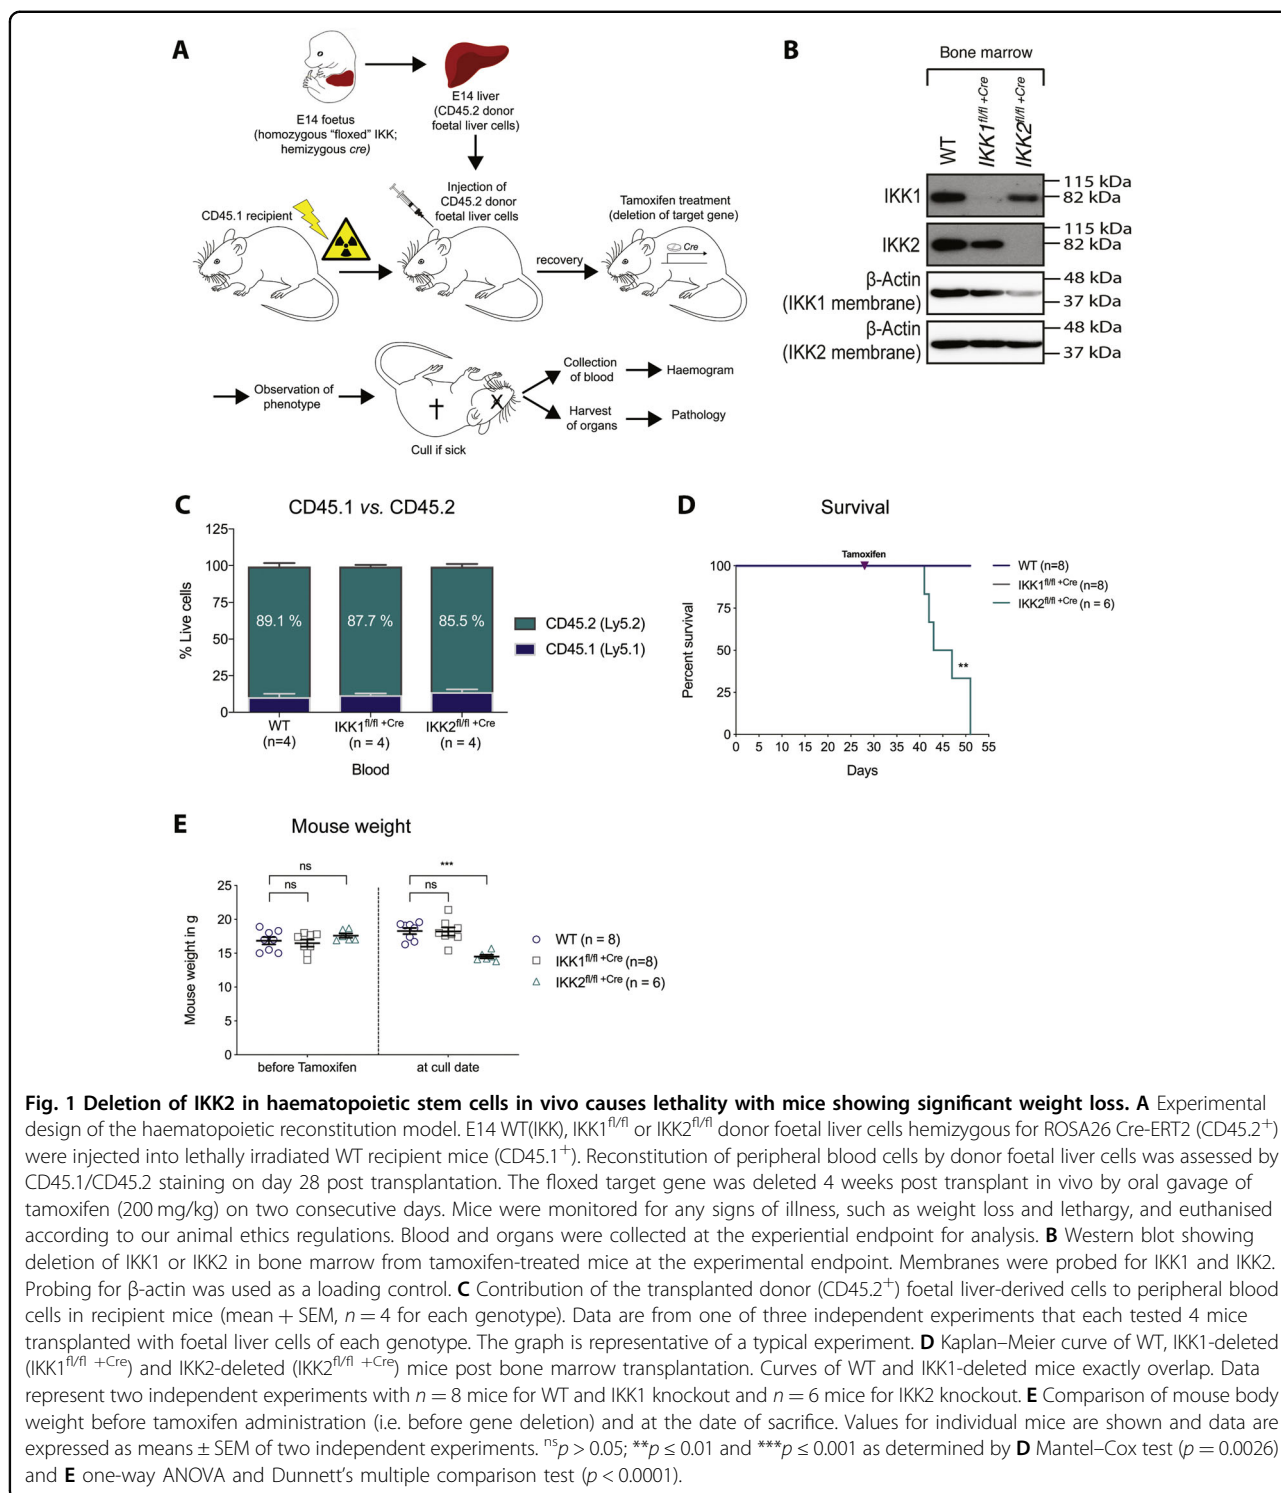 A
E14 foetus
(homozygous "floxed" IKK;
hemizygous cre)
E14 liver
(CD45.2 donor
foetal liver cells)
CD45.1 recipient
Injection of
CD45.2 donor
foetal liver cells
recovery
Tamoxifen treatment
(deletion of target gene)
Cre
Observation of
phenotype
Cull if sick
Collection
of blood
Haemogram
Harvest
of organs
Pathology
B
Bone marrow
WT
IKK1fl/fl +Cre
IKK2fl/fl +Cre
IKK1
115 kDa
82 kDa
IKK2
115 kDa
82 kDa
β-Actin
(IKK1 membrane)
48 kDa
37 kDa
β-Actin
(IKK2 membrane)
48 kDa
37 kDa
C
CD45.1 vs. CD45.2
% Live cells
125
100
75
50
25
0
89.1 %
87.7 %
85.5 %
CD45.2 (Ly5.2)
CD45.1 (Ly5.1)
WT
(n=4)
IKK1fl/fl +Cre
(n = 4)
IKK2fl/fl +Cre
(n = 4)
Blood
D
Survival
Tamoxifen
Percent survival
100
75
50
25
0
**
0 5 10 15 20 25 30 35 40 45 50 55
Days
WT (n=8)
IKK1fl/fl +Cre (n=8)
IKK2fl/fl +Cre (n = 6)
E
Mouse weight
Mouse weight in g
25
20
15
10
5
0
ns
ns
***
ns
before Tamoxifen
at cull date
WT (n = 8)
IKK1fl/fl +Cre (n=8)
IKK2fl/fl +Cre (n = 6)
Fig. 1 Deletion of IKK2 in haematopoietic stem cells in vivo causes lethality with mice showing significant weight loss. A Experimental
design of the haematopoietic reconstitution model. E14 WT(IKK), IKK1fl/fl or IKK2fl/fl donor foetal liver cells hemizygous for ROSA26 Cre-ERT2 (CD45.2+)
were injected into lethally irradiated WT recipient mice (CD45.1+). Reconstitution of peripheral blood cells by donor foetal liver cells was assessed by
CD45.1/CD45.2 staining on day 28 post transplantation. The floxed target gene was deleted 4 weeks post transplant in vivo by oral gavage of
tamoxifen (200 mg/kg) on two consecutive days. Mice were monitored for any signs of illness, such as weight loss and lethargy, and euthanised
according to our animal ethics regulations. Blood and organs were collected at the experiential endpoint for analysis. B Western blot showing
deletion of IKK1 or IKK2 in bone marrow from tamoxifen-treated mice at the experimental endpoint. Membranes were probed for IKK1 and IKK2.
Probing for β-actin was used as a loading control. C Contribution of the transplanted donor (CD45.2+) foetal liver-derived cells to peripheral blood
cells in recipient mice (mean + SEM, n = 4 for each genotype). Data are from one of three independent experiments that each tested 4 mice
transplanted with foetal liver cells of each genotype. The graph is representative of a typical experiment. D Kaplan–Meier curve of WT, IKK1-deleted
(IKK1fl/fl +Cre) and IKK2-deleted (IKK2fl/fl +Cre) mice post bone marrow transplantation. Curves of WT and IKK1-deleted mice exactly overlap. Data
represent two independent experiments with n = 8 mice for WT and IKK1 knockout and n = 6 mice for IKK2 knockout. E Comparison of mouse body
weight before tamoxifen administration (i.e. before gene deletion) and at the date of sacrifice. Values for individual mice are shown and data are
expressed as means ± SEM of two independent experiments. nsp > 0.05; **p ≤ 0.01 and ***p ≤ 0.001 as determined by D Mantel–Cox test (p = 0.0026)
and E one-way ANOVA and Dunnett's multiple comparison test (p < 0.0001).